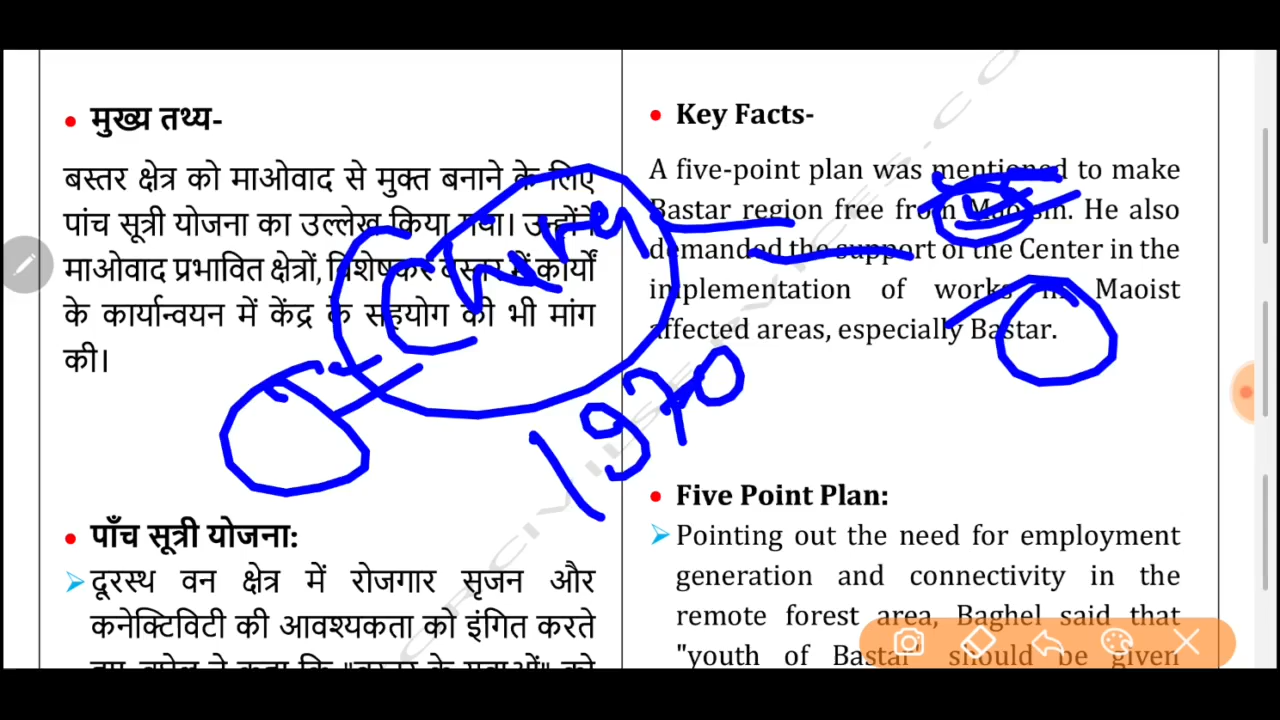 मुख्य तथ्य-
बस्तर क्षेत्र को माओवाद से मुक्त बनाने के लिए
पांच सूत्री योजना का उल्लेख किया गया। उन्होंने
माओवाद प्रभावित क्षेत्रों, विशेषकर बस्तर में कार्यों
के कार्यान्वयन में केंद्र के सहयोग की भी मांग
की।
पाँच सूत्री योजना:
दूरस्थ वन क्षेत्र में रोजगार सृजन और
कनेक्टिविटी की आवश्यकता को इंगित करते
Key Facts-
A five-point plan was mentioned to make
Bastar region free from Maoism. He also
demanded the support of the Center in the
implementation of works in Maoist
affected areas, especially Bastar.
Five Point Plan:
Pointing out the need for employment
generation and connectivity in the
remote forest area, Baghel said that
"youth of Bastar" should be given
1970